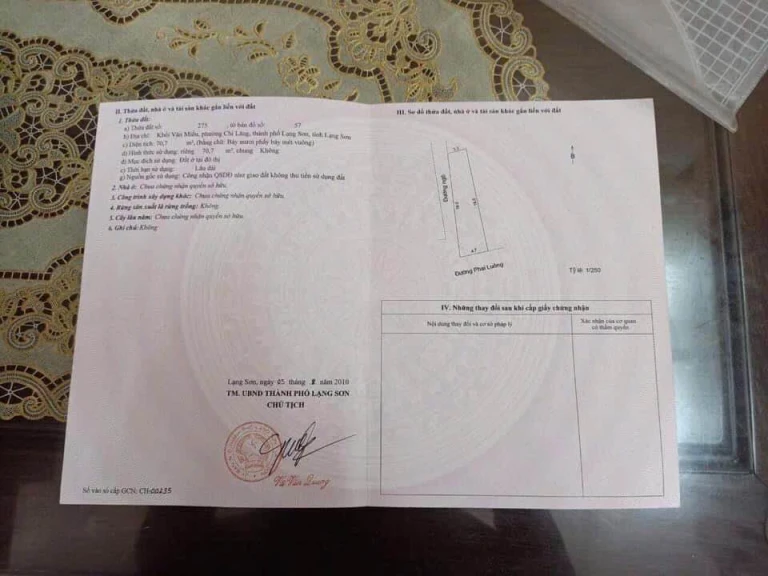 II. Thửa đất, nhà ở và tài sản khác gắn liền với đất
1. Thửa đất:
a) Thửa đất số: 275 , tờ bản đồ số: 57
b) Địa chỉ: Khối Văn Miếu, phường Chi Lăng, thành phố Lạng Sơn, tỉnh Lạng Sơn
c) Diện tích: 70,7 m², (bằng chữ: Bảy mươi phẩy bảy mét vuông)
d) Hình thức sử dụng: riêng 70,7 m², chung Không
đ) Mục đích sử dụng: Đất ở tại đô thị
e) Thời hạn sử dụng: Lâu dài
g) Nguồn gốc sử dụng: Công nhận QSDĐ như giao đất không thu tiền sử dụng đất
2. Nhà ở: Chưa chứng nhận quyền sở hữu.
3. Công trình xây dựng khác: Chưa chứng nhận quyền sở hữu.
4. Rừng sản xuất là rừng trồng: Không.
5. Cây lâu năm: Chưa chứng nhận quyền sở hữu.
6. Ghi chú: Không
Lạng Sơn, ngày 05 tháng năm 2010
TM. UBND THÀNH PHỐ LẠNG SƠN
CHỦ TỊCH
Số vào sổ cấp GCN: CH-00235
III. Sơ đồ thửa đất, nhà ở và tài sản khác gắn liền với đất
Đường ngõ
Đường Phai Luông
Tỷ lệ: 1/250
IV. Những thay đổi sau khi cấp giấy chứng nhận
Nội dung thay đổi và cơ sở pháp lý
Xác nhận của cơ quan
có thẩm quyền